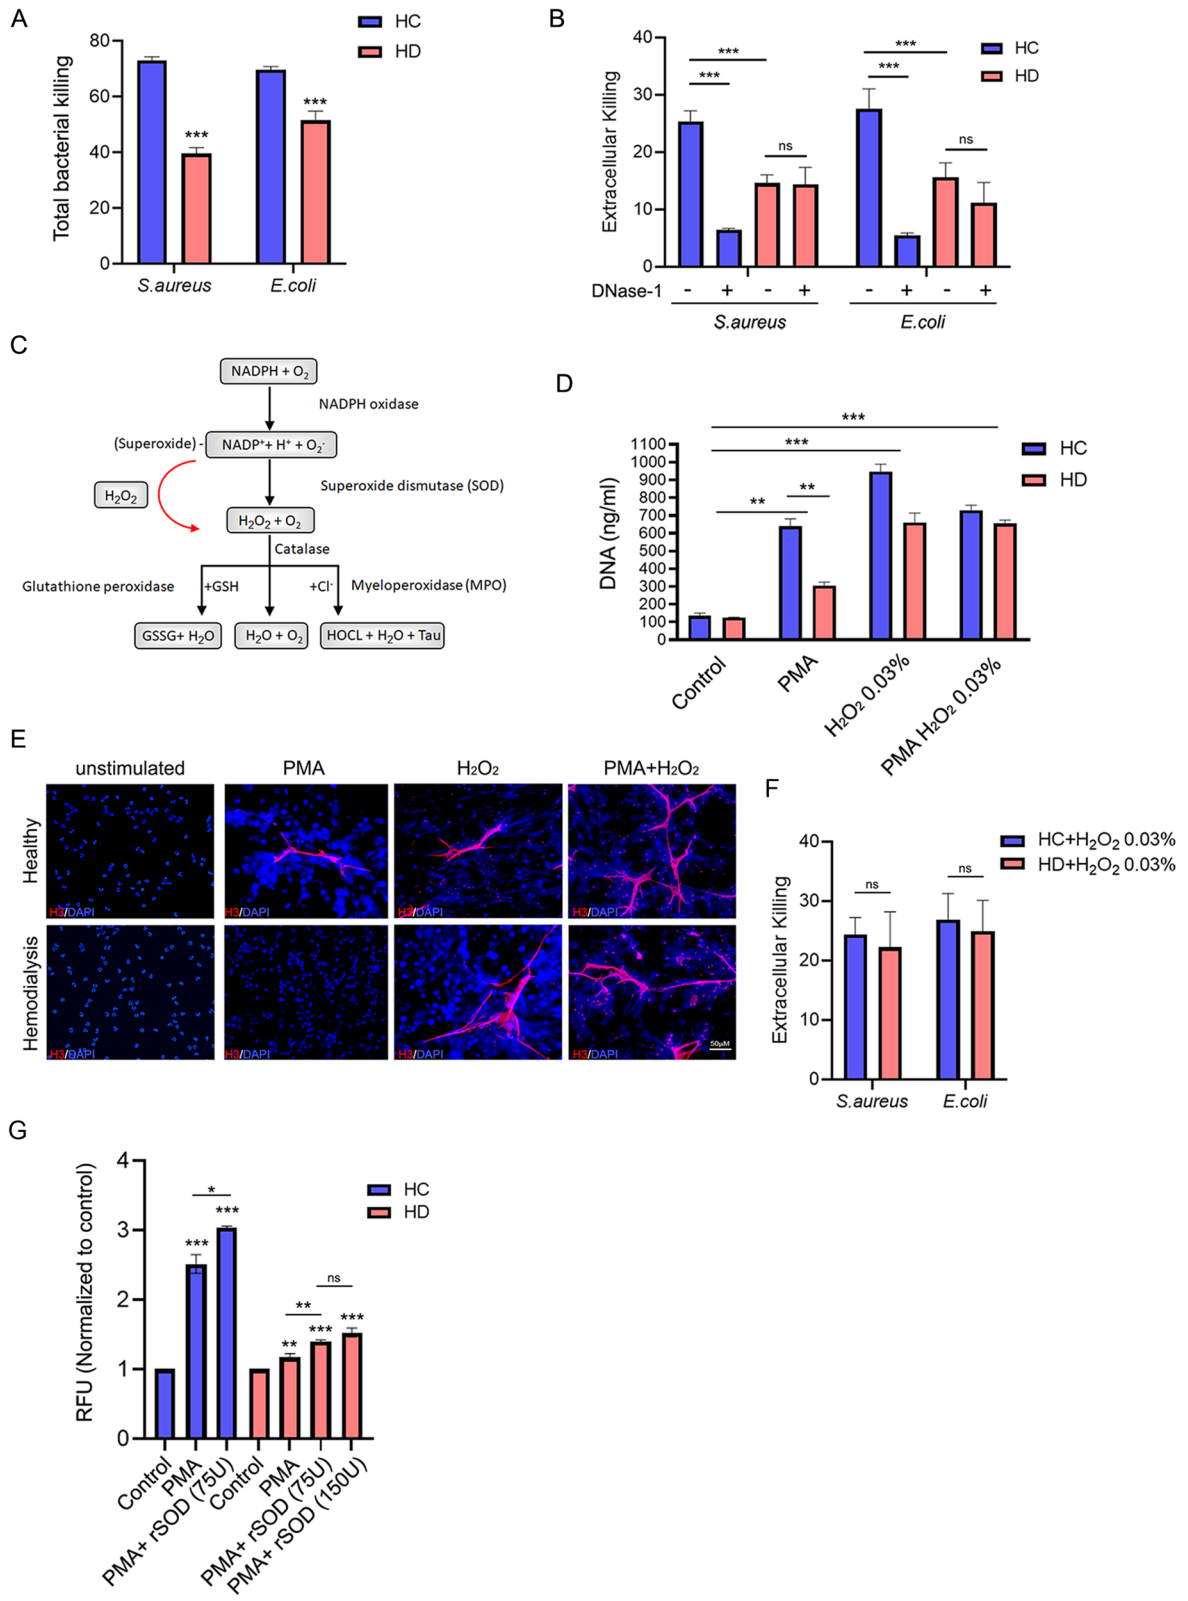 A
HC
HD
Total bacterial killing
80
60
40
20
0
***
***
S.aureus
E.coli
B
HC
HD
Extracellular Killing
40
30
20
10
0
***
***
ns
***
***
ns
DNase-1 - + - + - + - +
S.aureus
E.coli
C
NADPH + O₂
NADPH oxidase
(Superoxide) - NADP⁺+ H⁺ + O₂⁻
H₂O₂
Superoxide dismutase (SOD)
H₂O₂ + O₂
Catalase
Glutathione peroxidase +GSH +Cl⁻ Myeloperoxidase (MPO)
GSSG+ H₂O H₂O + O₂ HOCL + H₂O + Tau
D
HC
HD
DNA (ng/ml)
1100
1000
900
800
700
600
500
400
300
200
100
0
***
***
**
**
Control
PMA
H₂O₂ 0.03%
PMA H₂O₂ 0.03%
E
unstimulated PMA H₂O₂ PMA+H₂O₂
Healthy
H3/DAPI H3/DAPI H3/DAPI H3/DAPI
Hemodialysis
H3/DAPI H3/DAPI H3/DAPI H3/DAPI
50μM
F
HC+H₂O₂ 0.03%
HD+H₂O₂ 0.03%
Extracellular Killing
40
30
20
10
0
ns
ns
S.aureus
E.coli
G
HC
HD
RFU (Normalized to control)
4
3
2
1
0
*
***
***
ns
**
**
***
***
Control
PMA
PMA+ rSOD (75U)
Control
PMA
PMA+ rSOD (75U)
PMA+ rSOD (150U)